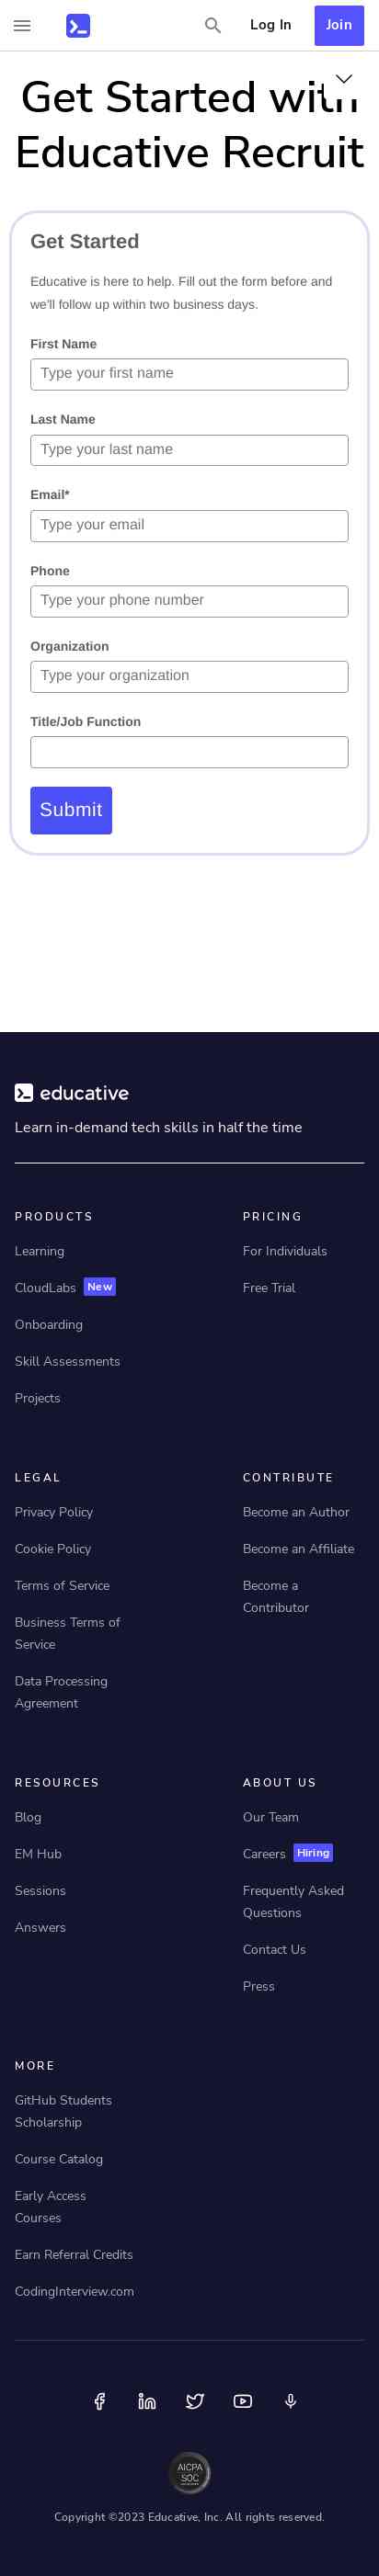 Log In
Join
Get Started with
Educative Recruit
Get Started
Educative is here to help. Fill out the form before and
we'll follow up within two business days.
First Name
Type your first name
Last Name
Type your last name
Email*
Type your email
Phone
Type your phone number
Organization
Type your organization
Title/Job Function
Submit
educative
Learn in-demand tech skills in half the time
PRODUCTS
Learning
CloudLabs New
Onboarding
Skill Assessments
Projects
PRICING
For Individuals
Free Trial
LEGAL
Privacy Policy
Cookie Policy
Terms of Service
Business Terms of
Service
Data Processing
Agreement
CONTRIBUTE
Become an Author
Become an Affiliate
Become a
Contributor
RESOURCES
Blog
EM Hub
Sessions
Answers
ABOUT US
Our Team
Careers Hiring
Frequently Asked
Questions
Contact Us
Press
MORE
GitHub Students
Scholarship
Course Catalog
Early Access
Courses
Earn Referral Credits
CodingInterview.com
AICPA
SOC
Copyright ©2023 Educative, Inc. All rights reserved.